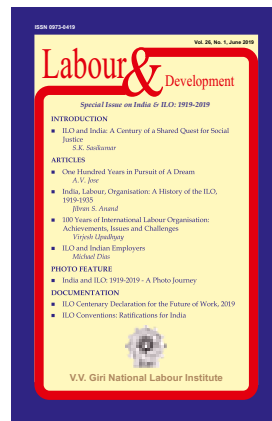 ISSN 0973-0419
Vol. 26, No. 1, June 2019
Labour & Development
Special Issue on India & ILO: 1919-2019
INTRODUCTION
ILO and India: A Century of a Shared Quest for Social
Justice
S.K. Sasikumar
ARTICLES
One Hundred Years in Pursuit of A Dream
A.V. Jose
India, Labour, Organisation: A History of the ILO,
1919-1935
Jibran S. Anand
100 Years of International Labour Organisation:
Achievements, Issues and Challenges
Virjesh Upadhyay
ILO and Indian Employers
Michael Dias
PHOTO FEATURE
India and ILO: 1919-2019 - A Photo Journey
DOCUMENTATION
ILO Centenary Declaration for the Future of Work, 2019
ILO Conventions: Ratifications for India
V.V. Giri National Labour Institute